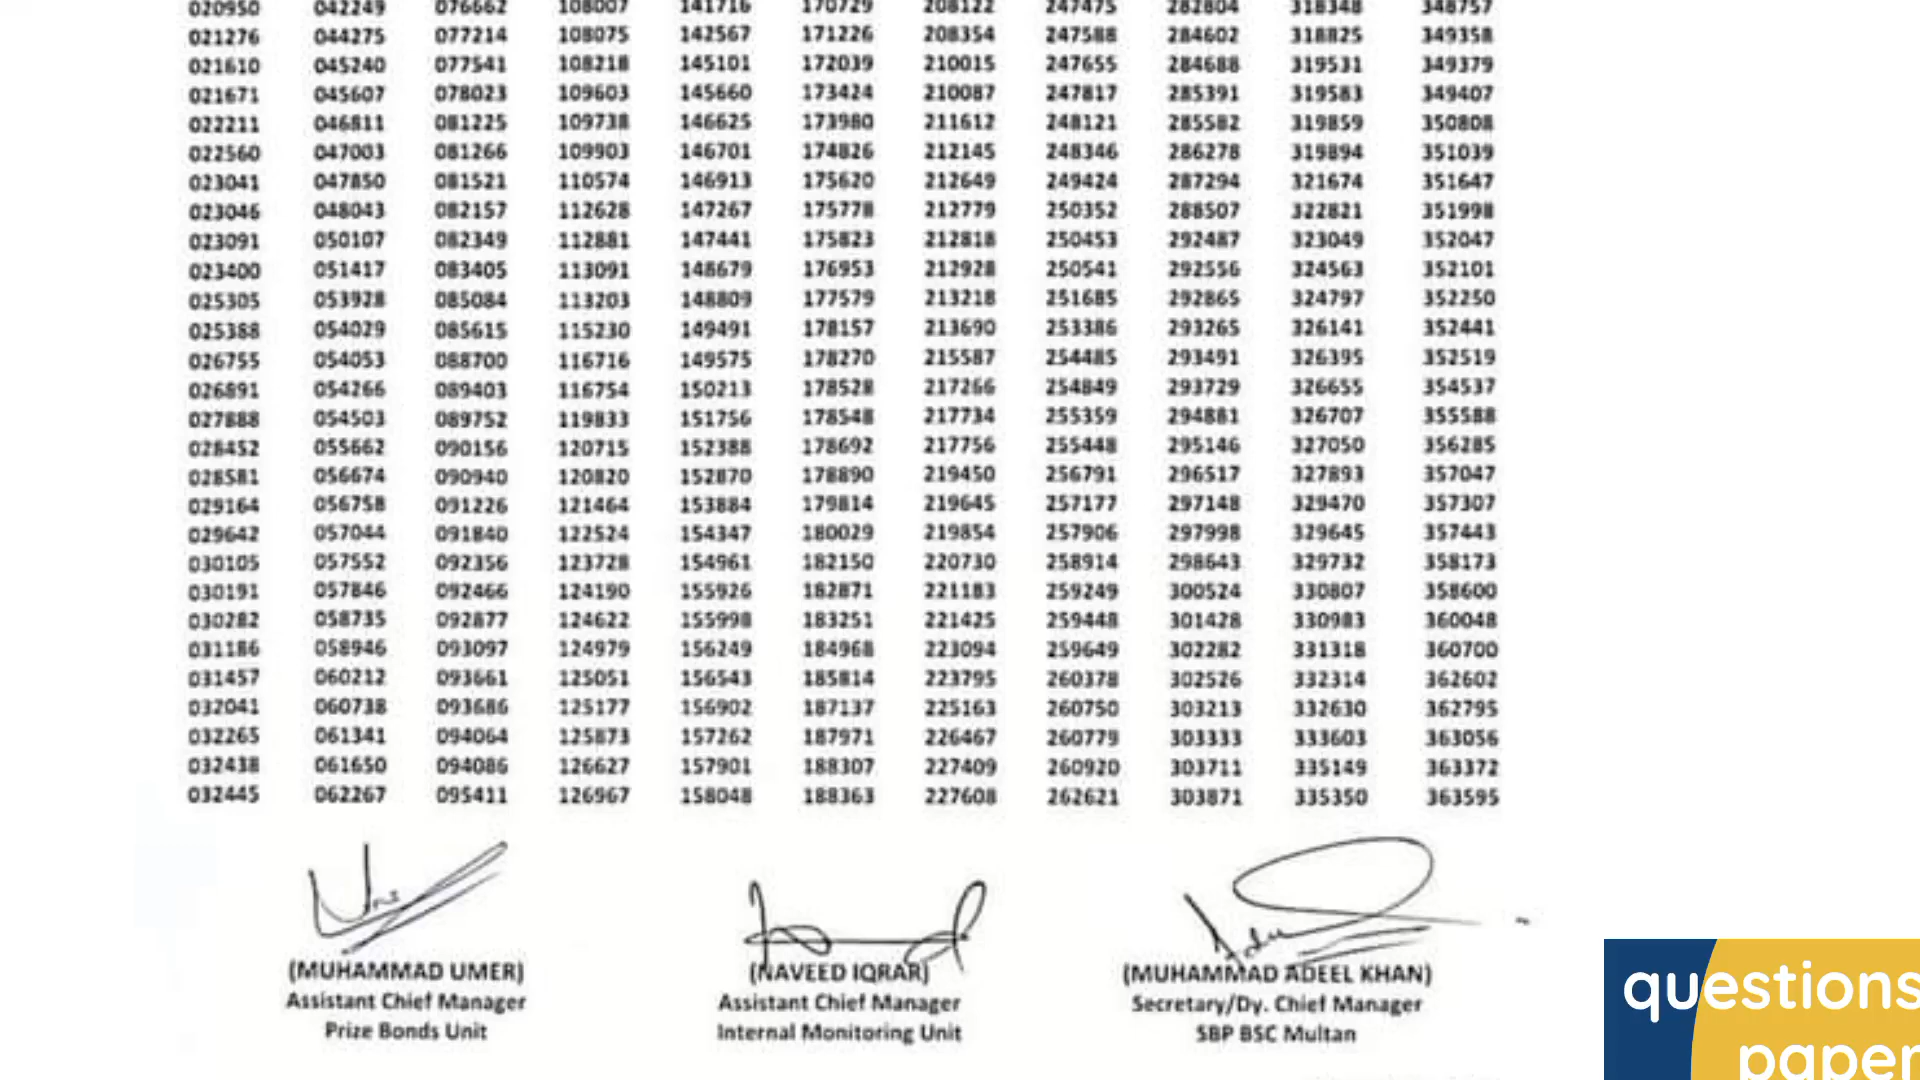 020950 042249 076662 108007 141716 170729 208122 247475 282804 318348 348757
021276 044275 077214 108075 142567 171226 208354 247588 284602 318825 349358
021610 045240 077541 108218 145101 172039 210015 247655 284688 319531 349379
021671 045607 078023 109603 145660 173424 210087 247817 285391 319583 349407
022211 046811 081225 109738 146625 173980 211612 248121 285582 319859 350808
022560 047003 081266 109903 146701 174826 212145 248346 286278 319894 351039
023041 047850 081521 110574 146913 175620 212649 249424 287294 321674 351647
023046 048043 082157 112628 147267 175778 212779 250352 288507 322821 351998
023091 050107 082349 112881 147441 175823 212818 250453 292487 323049 352047
023400 051417 083405 113091 148679 176953 212928 250541 292556 324563 352101
025305 053928 085084 113203 148809 177579 213218 251685 292865 324797 352250
025388 054029 085615 115230 149491 178157 213690 253386 293265 326141 352441
026755 054053 088700 116716 149575 178270 215587 254485 293491 326395 352519
026891 054266 089403 116754 150213 178528 217266 254849 293729 326655 354537
027888 054503 089752 119833 151756 178548 217734 255359 294881 326707 355588
028452 055662 090156 120715 152388 178692 217756 255448 295146 327050 356285
028581 056674 090940 120820 152870 178890 219450 256791 296517 327893 357047
029164 056758 091226 121464 153884 179814 219645 257177 297148 329470 357307
029642 057044 091840 122524 154347 180029 219854 257906 297998 329645 357443
030105 057552 092356 123728 154961 182150 220730 258914 298643 329732 358173
030191 057846 092466 124190 155926 182871 221183 259249 300524 330807 358600
030282 058735 092877 124622 155998 183251 221425 259448 301428 330983 360048
031186 058946 093097 124979 156249 184968 223094 259649 302282 331318 360700
031457 060212 093661 125051 156543 185814 223795 260378 302526 332314 362602
032041 060738 093686 125177 156902 187137 225163 260750 303213 332630 362795
032265 061341 094064 125873 157262 187971 226467 260779 303333 333603 363056
032438 061650 094086 126627 157901 188307 227409 260920 303711 335149 363372
032445 062267 095411 126967 158048 188363 227608 262621 303871 335350 363595
(MUHAMMAD UMER) (NAVEED IQRAR) (MUHAMMAD ADEEL KHAN)
Assistant Chief Manager Assistant Chief Manager Secretary/Dy. Chief Manager
Prize Bonds Unit Internal Monitoring Unit SBP BSC Multan
questions
paper